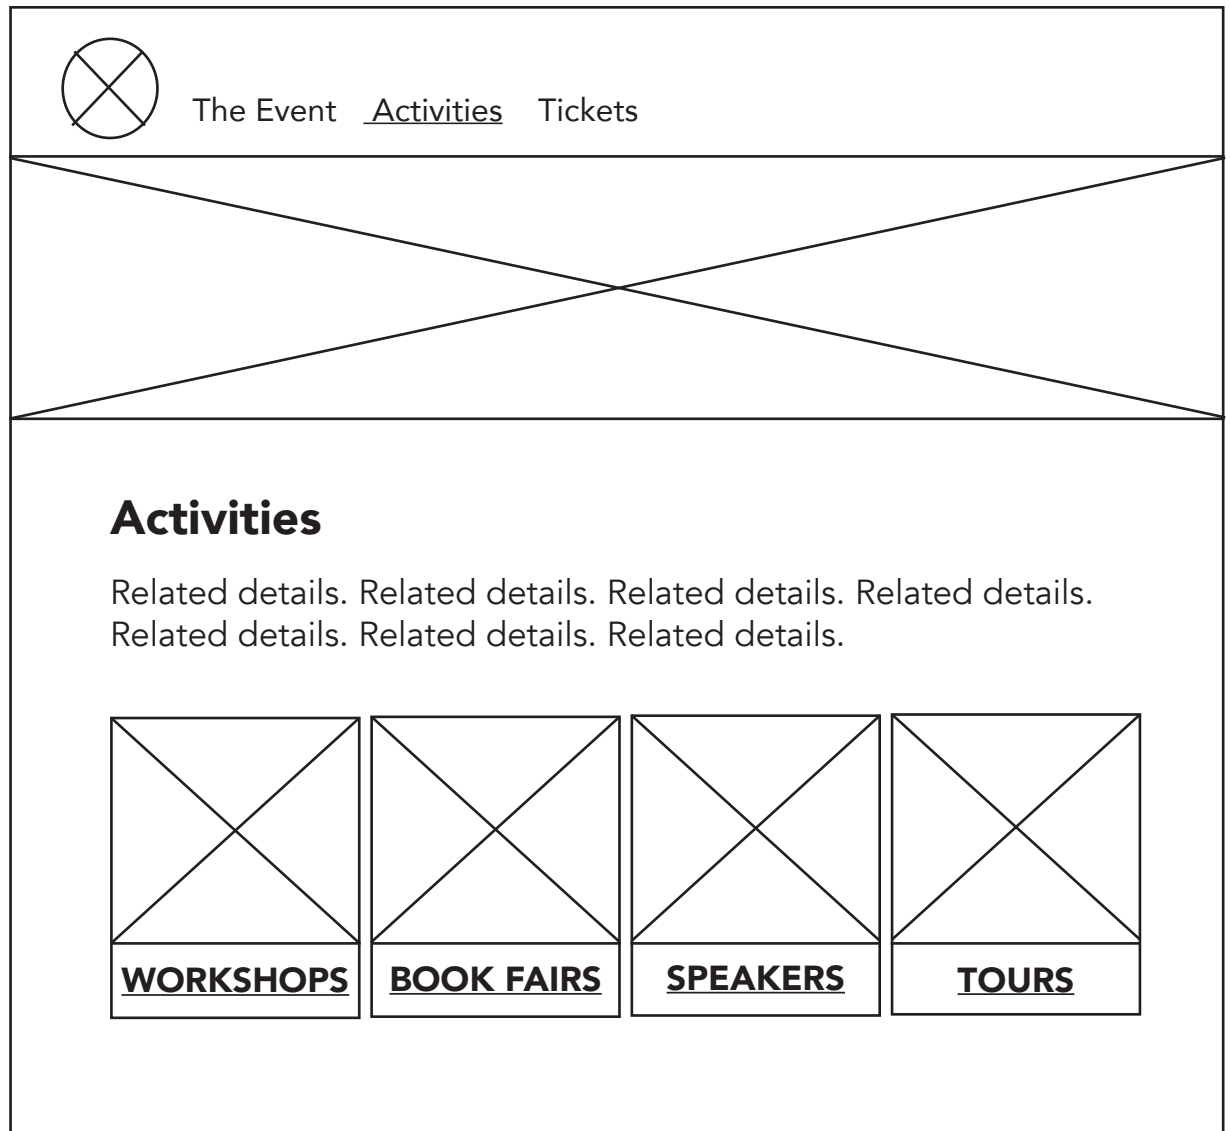 The Event Activities Tickets
Activities
Related details. Related details. Related details. Related details.
Related details. Related details. Related details.
WORKSHOPS BOOK FAIRS SPEAKERS TOURS